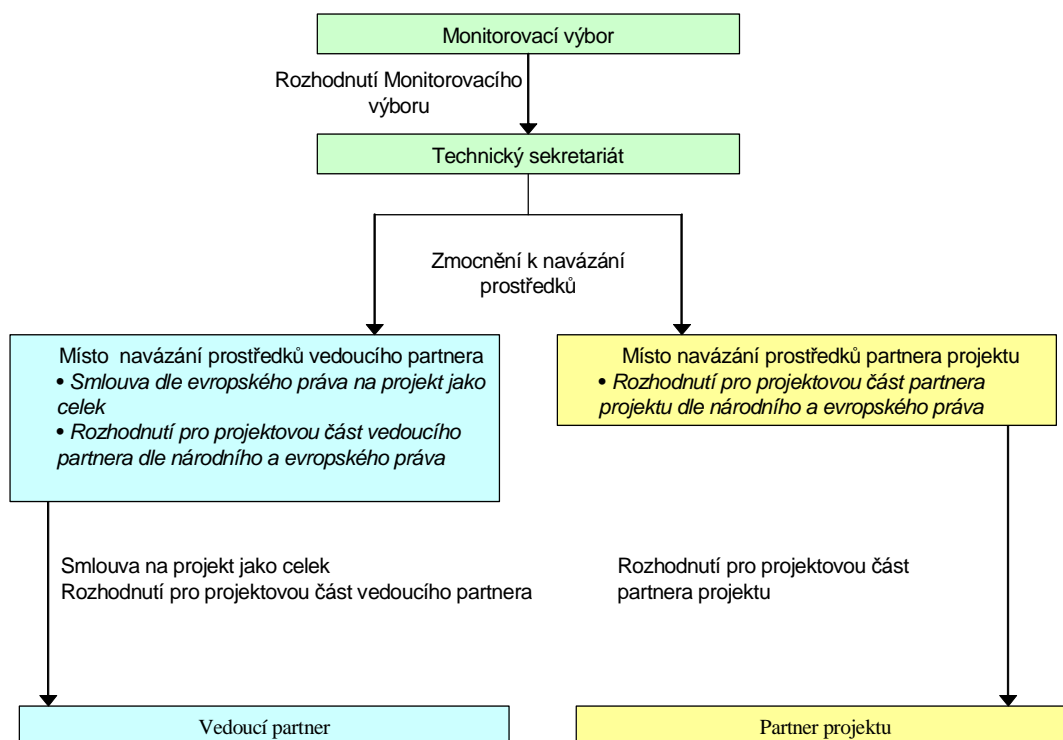 Monitorovací výbor
Rozhodnutí Monitorovacího
výboru
Technický sekretariát
Zmocnění k navázání
prostředků
Místo navázání prostředků vedoucího partnera
• Smlouva dle evropského práva na projekt jako
celek
• Rozhodnutí pro projektovou část vedoucího
partnera dle národního a evropského práva
Místo navázání prostředků partnera projektu
• Rozhodnutí pro projektovou část partnera
projektu dle národního a evropského práva
Smlouva na projekt jako celek
Rozhodnutí pro projektovou část vedoucího partnera
Rozhodnutí pro projektovou část
partnera projektu
Vedoucí partner
Partner projektu